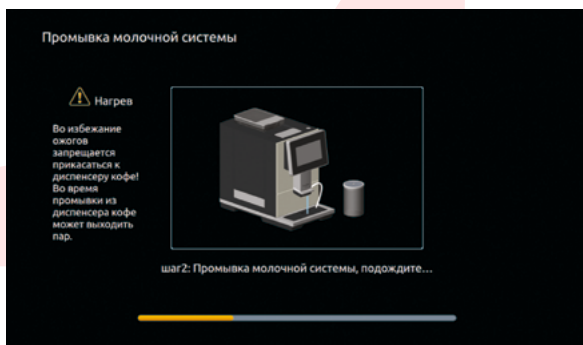 Промывка молочной системы
Нагрев
Во избежание
ожогов
запрещается
прикасаться к
диспенсеру кофе!
Во время
промывки из
диспенсера кофе
может выходить
пар.
шаг2: Промывка молочной системы, подождите...